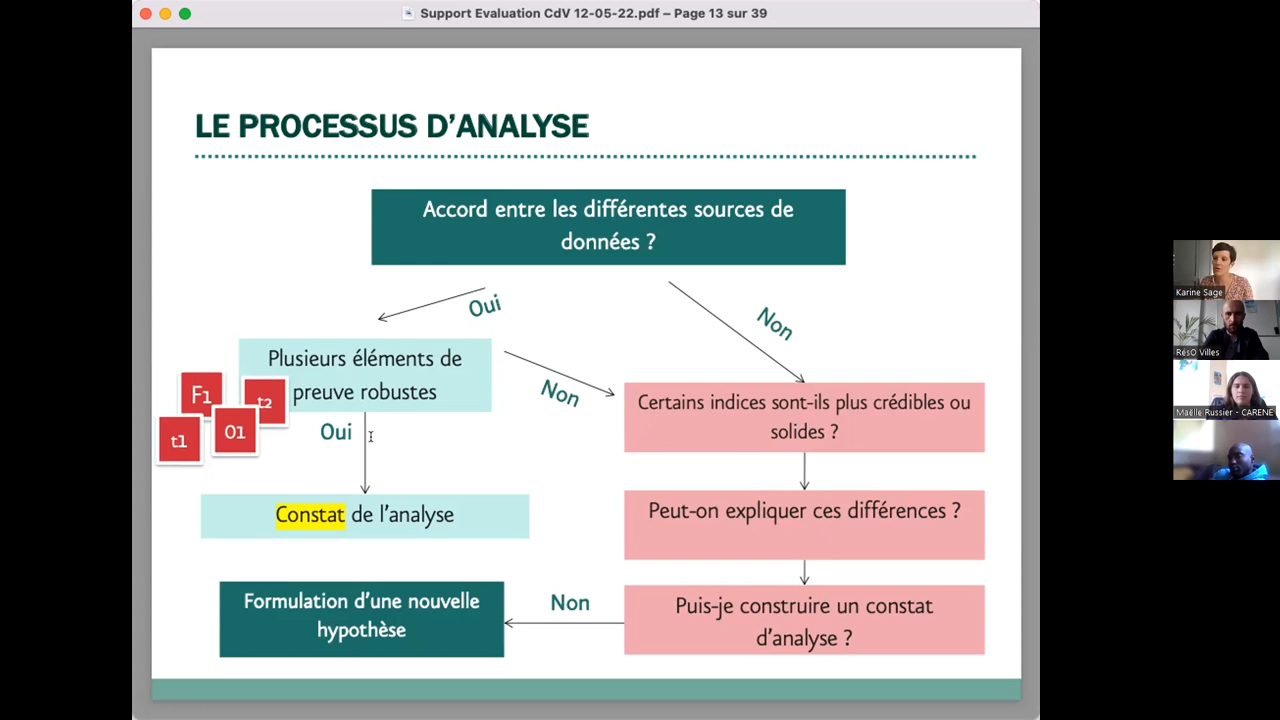 Support Evaluation CdV 12-05-22.pdf – Page 13 sur 39
LE PROCESSUS D'ANALYSE
Accord entre les différentes sources de
données ?
Oui
Non
Plusieurs éléments de
preuve robustes
F1
t2
t1
O1
Non
Oui
Certains indices sont-ils plus crédibles ou
solides ?
Constat de l'analyse
Peut-on expliquer ces différences ?
Formulation d'une nouvelle
hypothèse
Non
Puis-je construire un constat
d'analyse ?
Karine Sage
RésO Villes
Maëlle Russier - CARENE